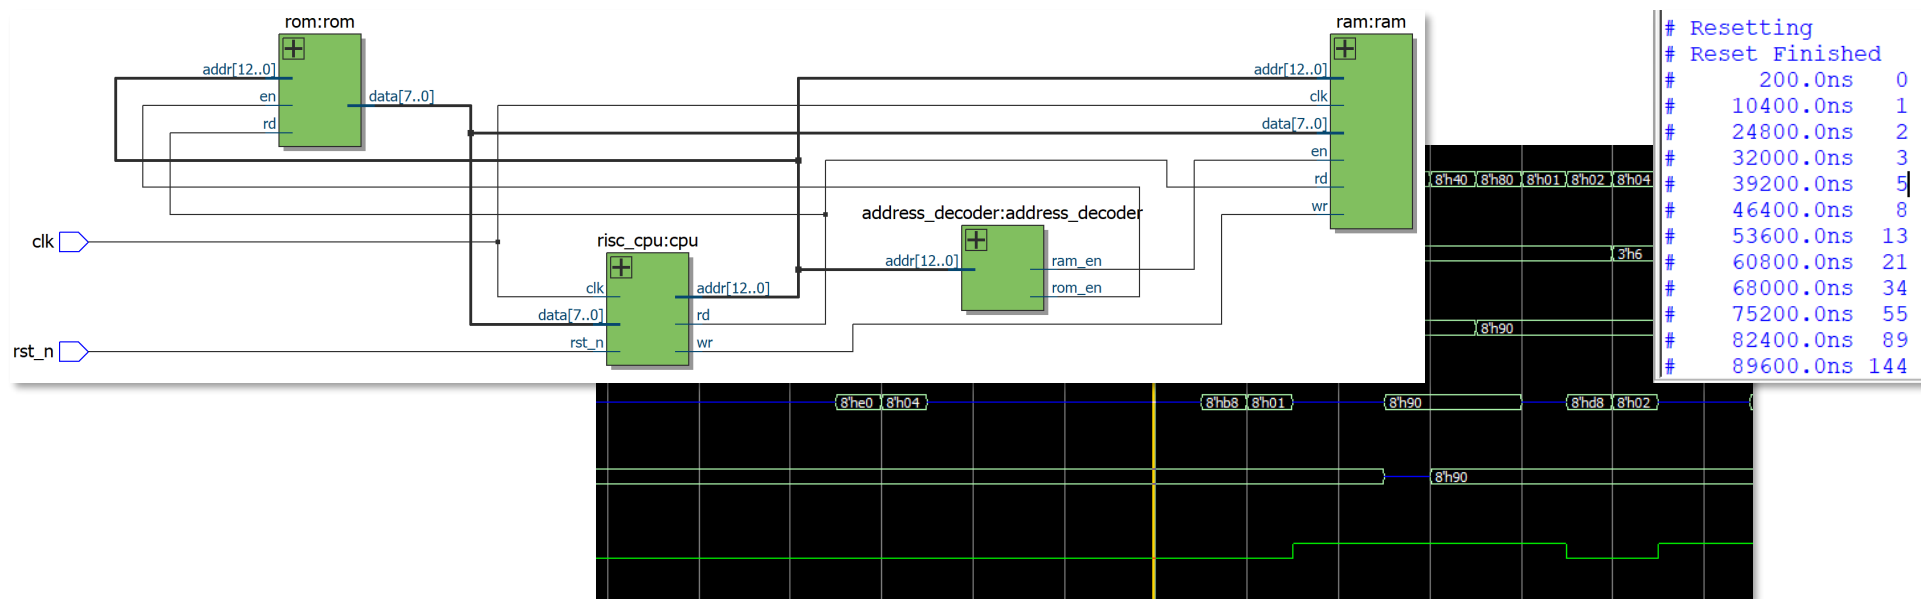 rom:rom
addr[12..0]
en
rd
data[7..0]
clk
rst_n
risc_cpu:cpu
clk
data[7..0]
rst_n
addr[12..0]
rd
wr
address_decoder:address_decoder
addr[12..0]
ram_en
rom_en
ram:ram
addr[12..0]
clk
data[7..0]
en
rd
wr
# Resetting
# Reset Finished
# 200.0ns 0
# 10400.0ns 1
# 24800.0ns 2
# 32000.0ns 3
# 39200.0ns 5
# 46400.0ns 8
# 53600.0ns 13
# 60800.0ns 21
# 68000.0ns 34
# 75200.0ns 55
# 82400.0ns 89
# 89600.0ns 144
8'h40 8'h80 8'h01 8'h02 8'h04
3'h6
8'h90
8'he0 8'h04 8'hb8 8'h01 8'h90 8'hd8 8'h02
8'h90